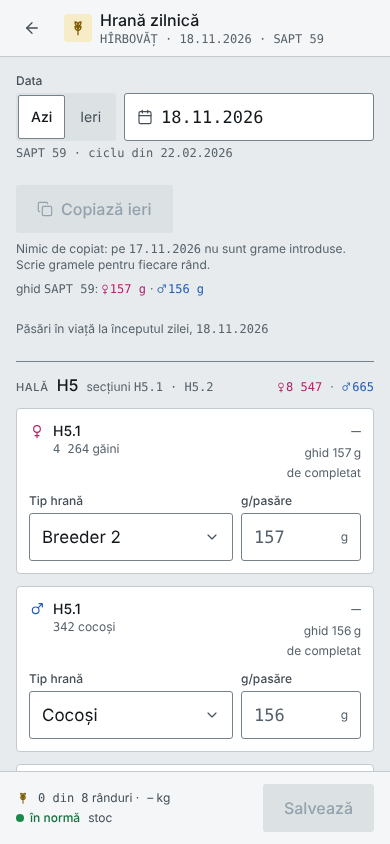 Hrană zilnică
HÎRBOVĂȚ · 18.11.2026 · SAPT 59
Data
Azi Ieri 18.11.2026
SAPT 59 · ciclu din 22.02.2026
Copiază ieri
Nimic de copiat: pe 17.11.2026 nu sunt grame introduse.
Scrie gramele pentru fiecare rând.
ghid SAPT 59: ♀157 g · ♂156 g
Păsări în viață la începutul zilei, 18.11.2026
HALĂ H5 secțiuni H5.1 · H5.2 ♀8 547 · ♂665
♀ H5.1 —
4 264 găini ghid 157 g
de completat
Tip hrană g/pasăre
Breeder 2 157 g
♂ H5.1 —
342 cocoși ghid 156 g
de completat
Tip hrană g/pasăre
Cocoși 156 g
0 din 8 rânduri · – kg
în normă stoc
Salvează